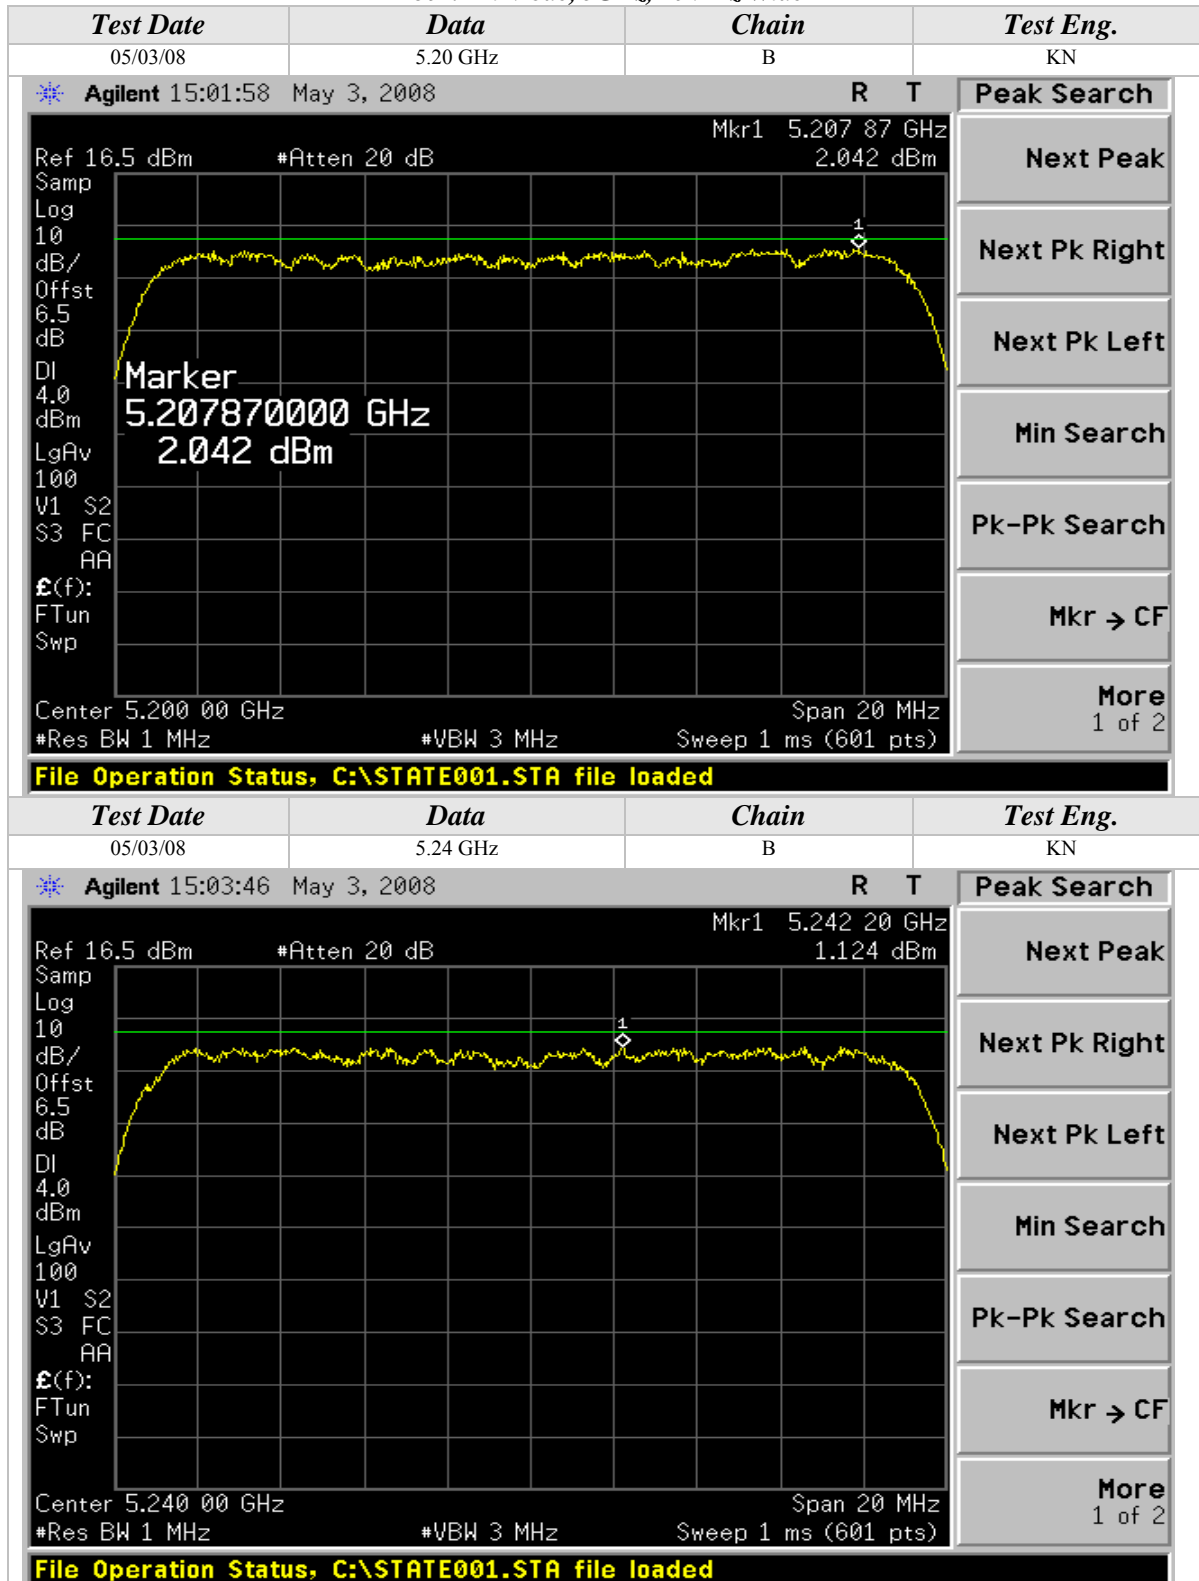 Test Date Data Chain Test Eng.
05/03/08 5.20 GHz B KN
Agilent 15:01:58 May 3, 2008 R T Peak Search
Mkr1 5.207 87 GHz
Ref 16.5 dBm #Atten 20 dB 2.042 dBm
Samp
Log
10
dB/
Offst
6.5
dB
DI
4.0
dBm
LgAv
100
V1 S2
S3 FC
AA
£(f):
FTun
Swp
1
Marker
5.207870000 GHz
2.042 dBm
Center 5.200 00 GHz Span 20 MHz
#Res BW 1 MHz #VBW 3 MHz Sweep 1 ms (601 pts)
Next Peak
Next Pk Right
Next Pk Left
Min Search
Pk-Pk Search
Mkr → CF
More
1 of 2
File Operation Status, C:\STATE001.STA file loaded
Test Date Data Chain Test Eng.
05/03/08 5.24 GHz B KN
Agilent 15:03:46 May 3, 2008 R T Peak Search
Mkr1 5.242 20 GHz
Ref 16.5 dBm #Atten 20 dB 1.124 dBm
Samp
Log
10
dB/
Offst
6.5
dB
DI
4.0
dBm
LgAv
100
V1 S2
S3 FC
AA
£(f):
FTun
Swp
1
Center 5.240 00 GHz Span 20 MHz
#Res BW 1 MHz #VBW 3 MHz Sweep 1 ms (601 pts)
Next Peak
Next Pk Right
Next Pk Left
Min Search
Pk-Pk Search
Mkr → CF
More
1 of 2
File Operation Status, C:\STATE001.STA file loaded